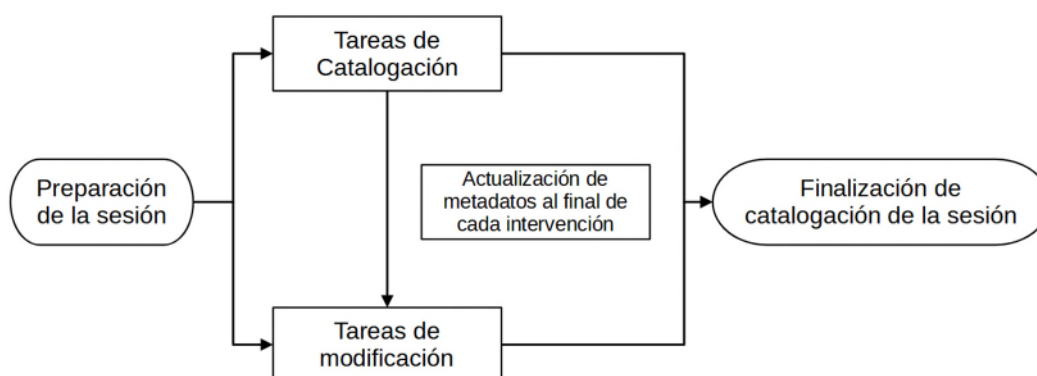 Tareas de
Catalogación
Preparación
de la sesión
Actualización de
metadatos al final de
cada intervención
Finalización de
catalogación de la sesión
Tareas de
modificación